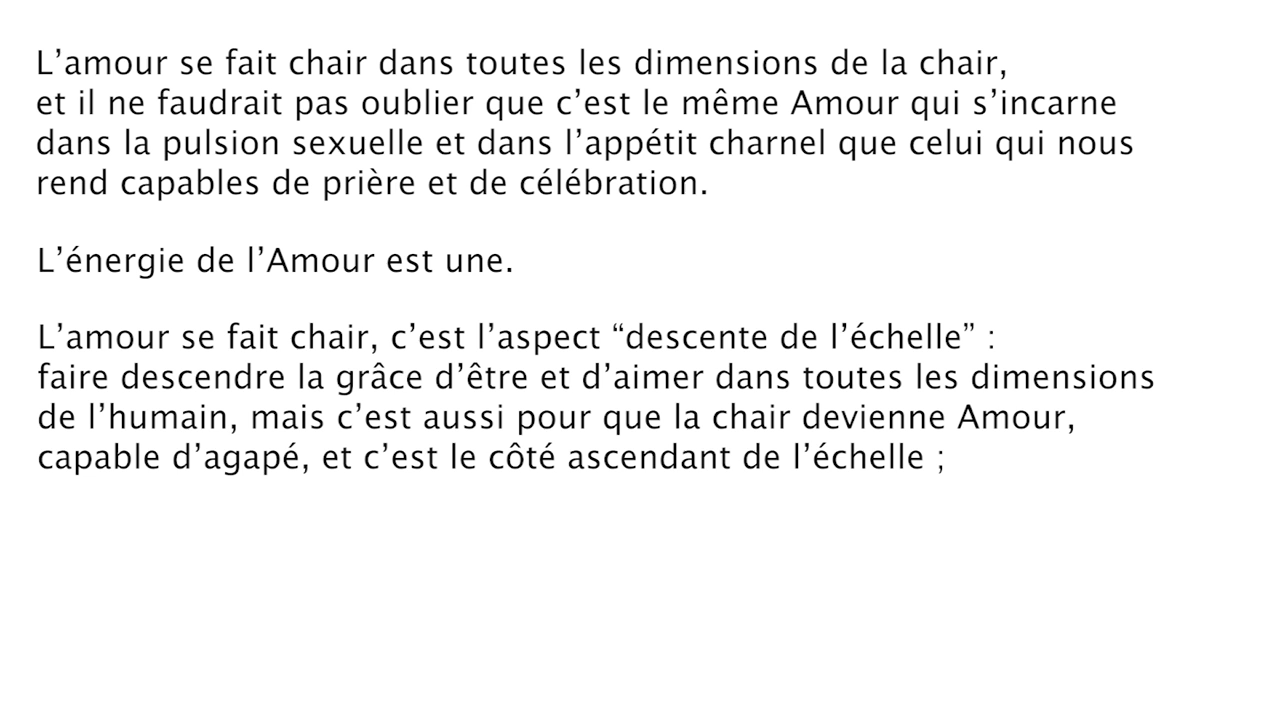 L’amour se fait chair dans toutes les dimensions de la chair,
et il ne faudrait pas oublier que c’est le même Amour qui s’incarne
dans la pulsion sexuelle et dans l’appétit charnel que celui qui nous
rend capables de prière et de célébration.
L’énergie de l’Amour est une.
L’amour se fait chair, c’est l’aspect “descente de l’échelle” :
faire descendre la grâce d’être et d’aimer dans toutes les dimensions
de l’humain, mais c’est aussi pour que la chair devienne Amour,
capable d’agapé, et c’est le côté ascendant de l’échelle ;